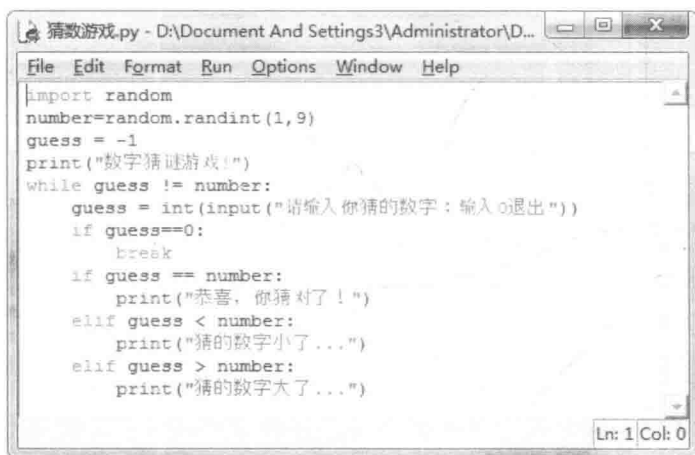 猜数游戏.py - D:\Document And Settings3\Administrator\D...
File Edit Format Run Options Window Help
import random
number=random.randint(1,9)
guess = -1
print("数字猜谜游戏!")
while guess != number:
    guess = int(input("请输入你猜的数字：输入0退出"))
    if guess==0:
        break
    if guess == number:
        print("恭喜，你猜对了！")
    elif guess < number:
        print("猜的数字小了...")
    elif guess > number:
        print("猜的数字大了...")
Ln: 1 Col: 0